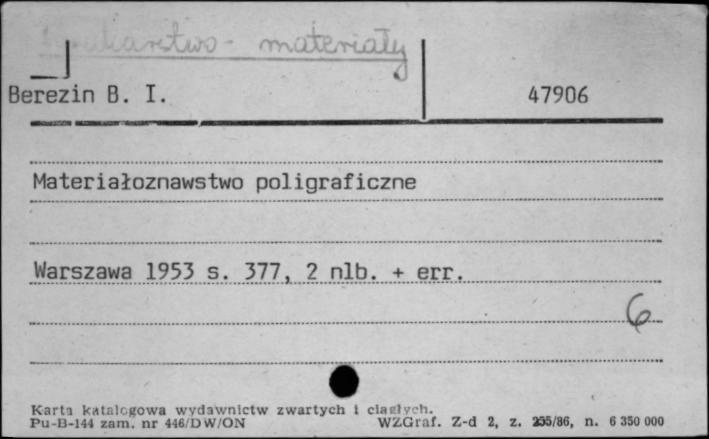 Drukarstwo - materiały
Berezin B. I.
47906
Materiałoznawstwo poligraficzne
Warszawa 1953 s. 377, 2 nlb. + err.
6
Karta katalogowa wydawnictw zwartych i ciągłych.
Pu-B-144 zam. nr 446/DW/ON
WZGraf. Z-d 2, z. 255/86, n. 6 350 000